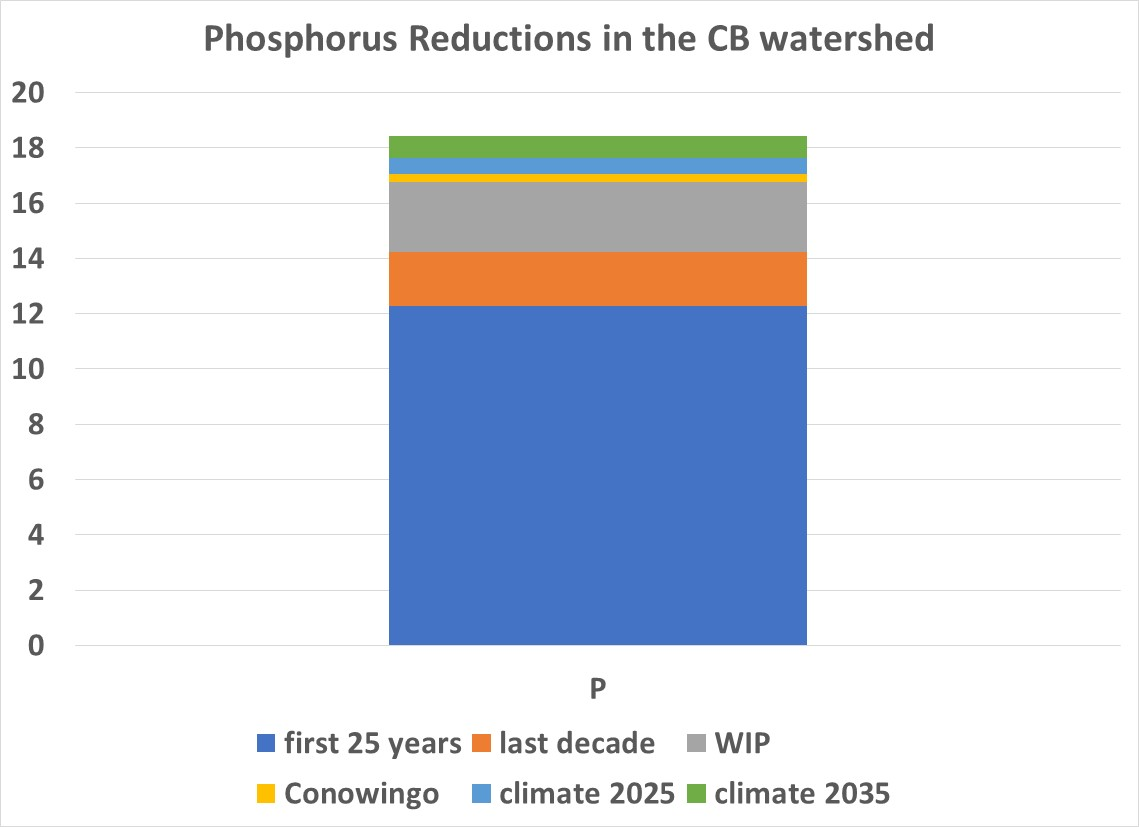 Phosphorus Reductions in the CB watershed
20
18
16
14
12
10
8
6
4
2
0
P
first 25 years last decade WIP
Conowingo climate 2025 climate 2035